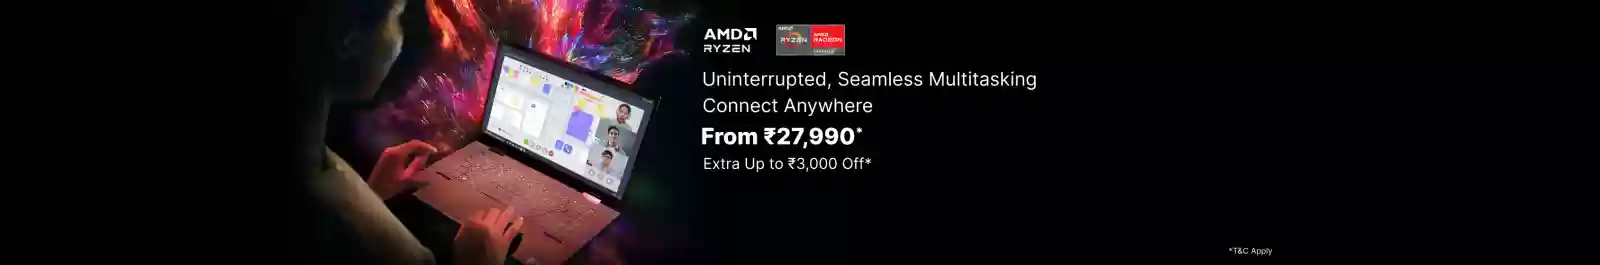 AMD
RYZEN
AMD
RYZEN
AMD
RADEON
Uninterrupted, Seamless Multitasking
Connect Anywhere
From ₹27,990*
Extra Up to ₹3,000 Off*
*T&C Apply